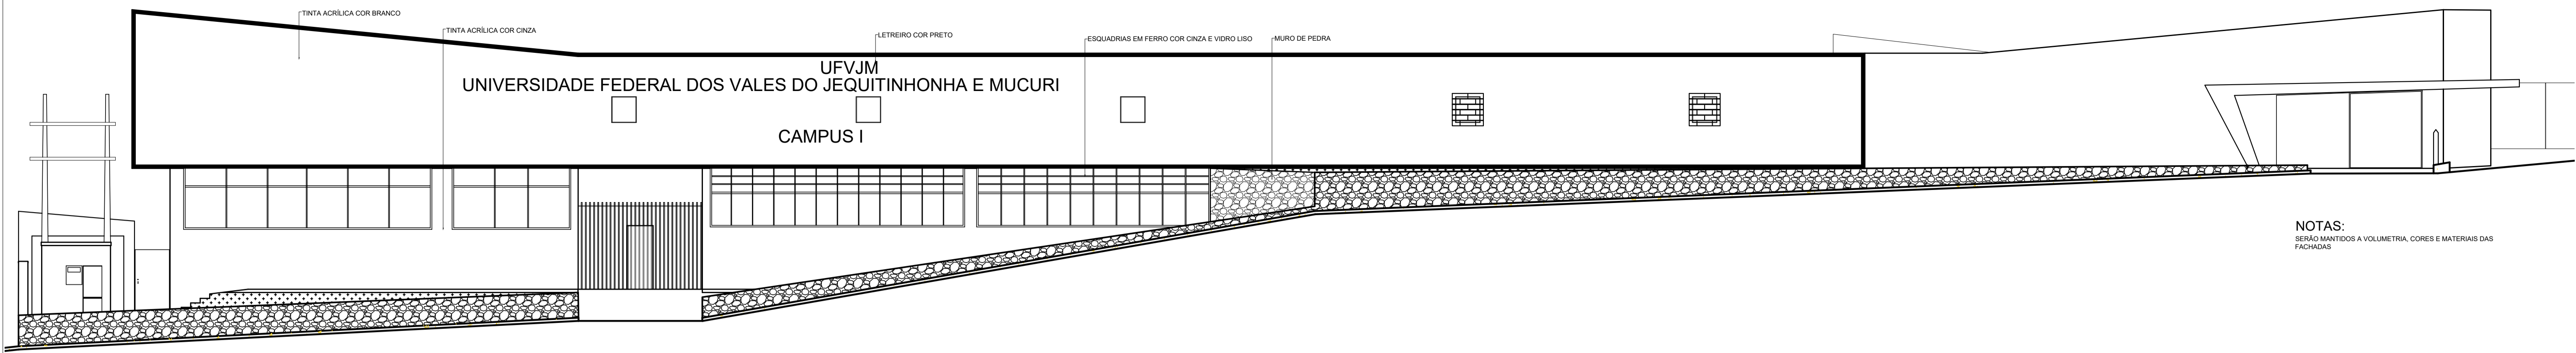 TINTA ACRÍLICA COR BRANCO
TINTA ACRÍLICA COR CINZA
LETREIRO COR PRETO
ESQUADRIAS EM FERRO COR CINZA E VIDRO LISO
MURO DE PEDRA
UFVJM
UNIVERSIDADE FEDERAL DOS VALES DO JEQUITINHONHA E MUCURI
CAMPUS I
NOTAS:
SERÃO MANTIDOS A VOLUMETRIA, CORES E MATERIAIS DAS
FACHADAS